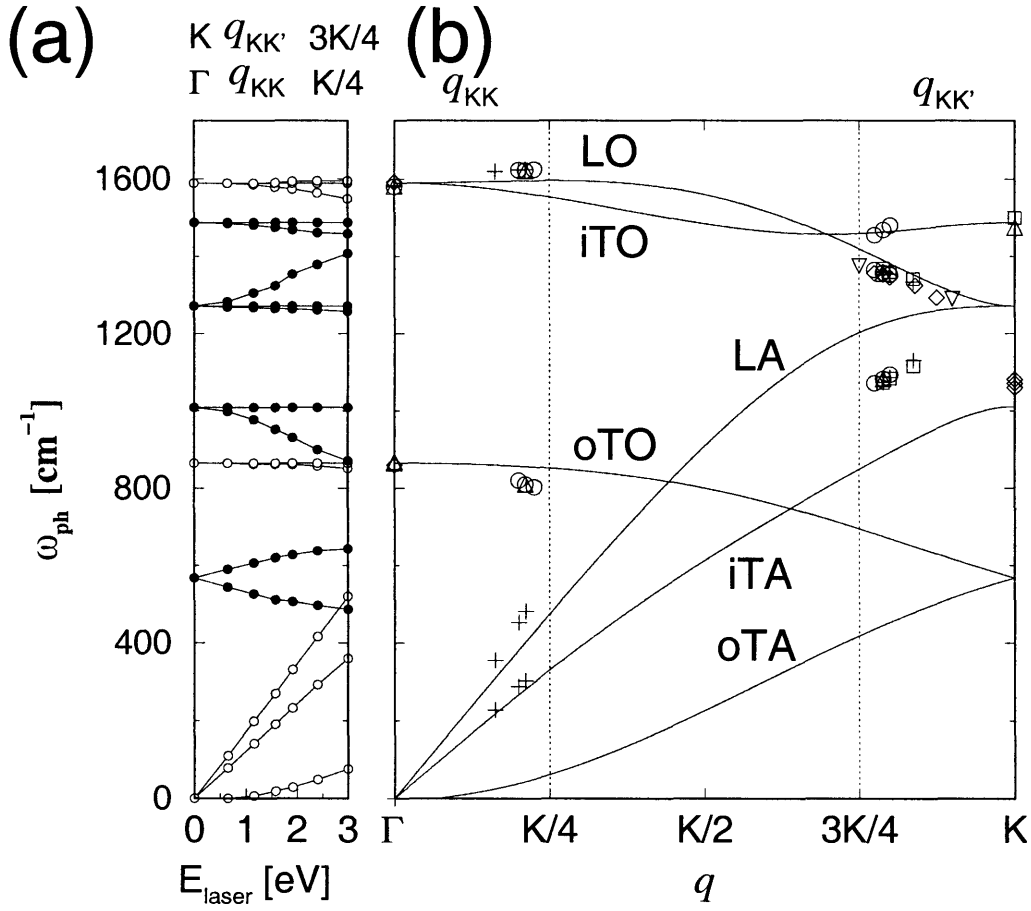 (a)
K q_KK' 3K/4
Γ q_KK K/4
(b)
q_KK q_KK'
1600
1200
800
400
0
ω_ph [cm⁻¹]
LO
iTO
LA
oTO
iTA
oTA
0 1 2 3
E_laser [eV]
Γ K/4 K/2 3K/4 K
q